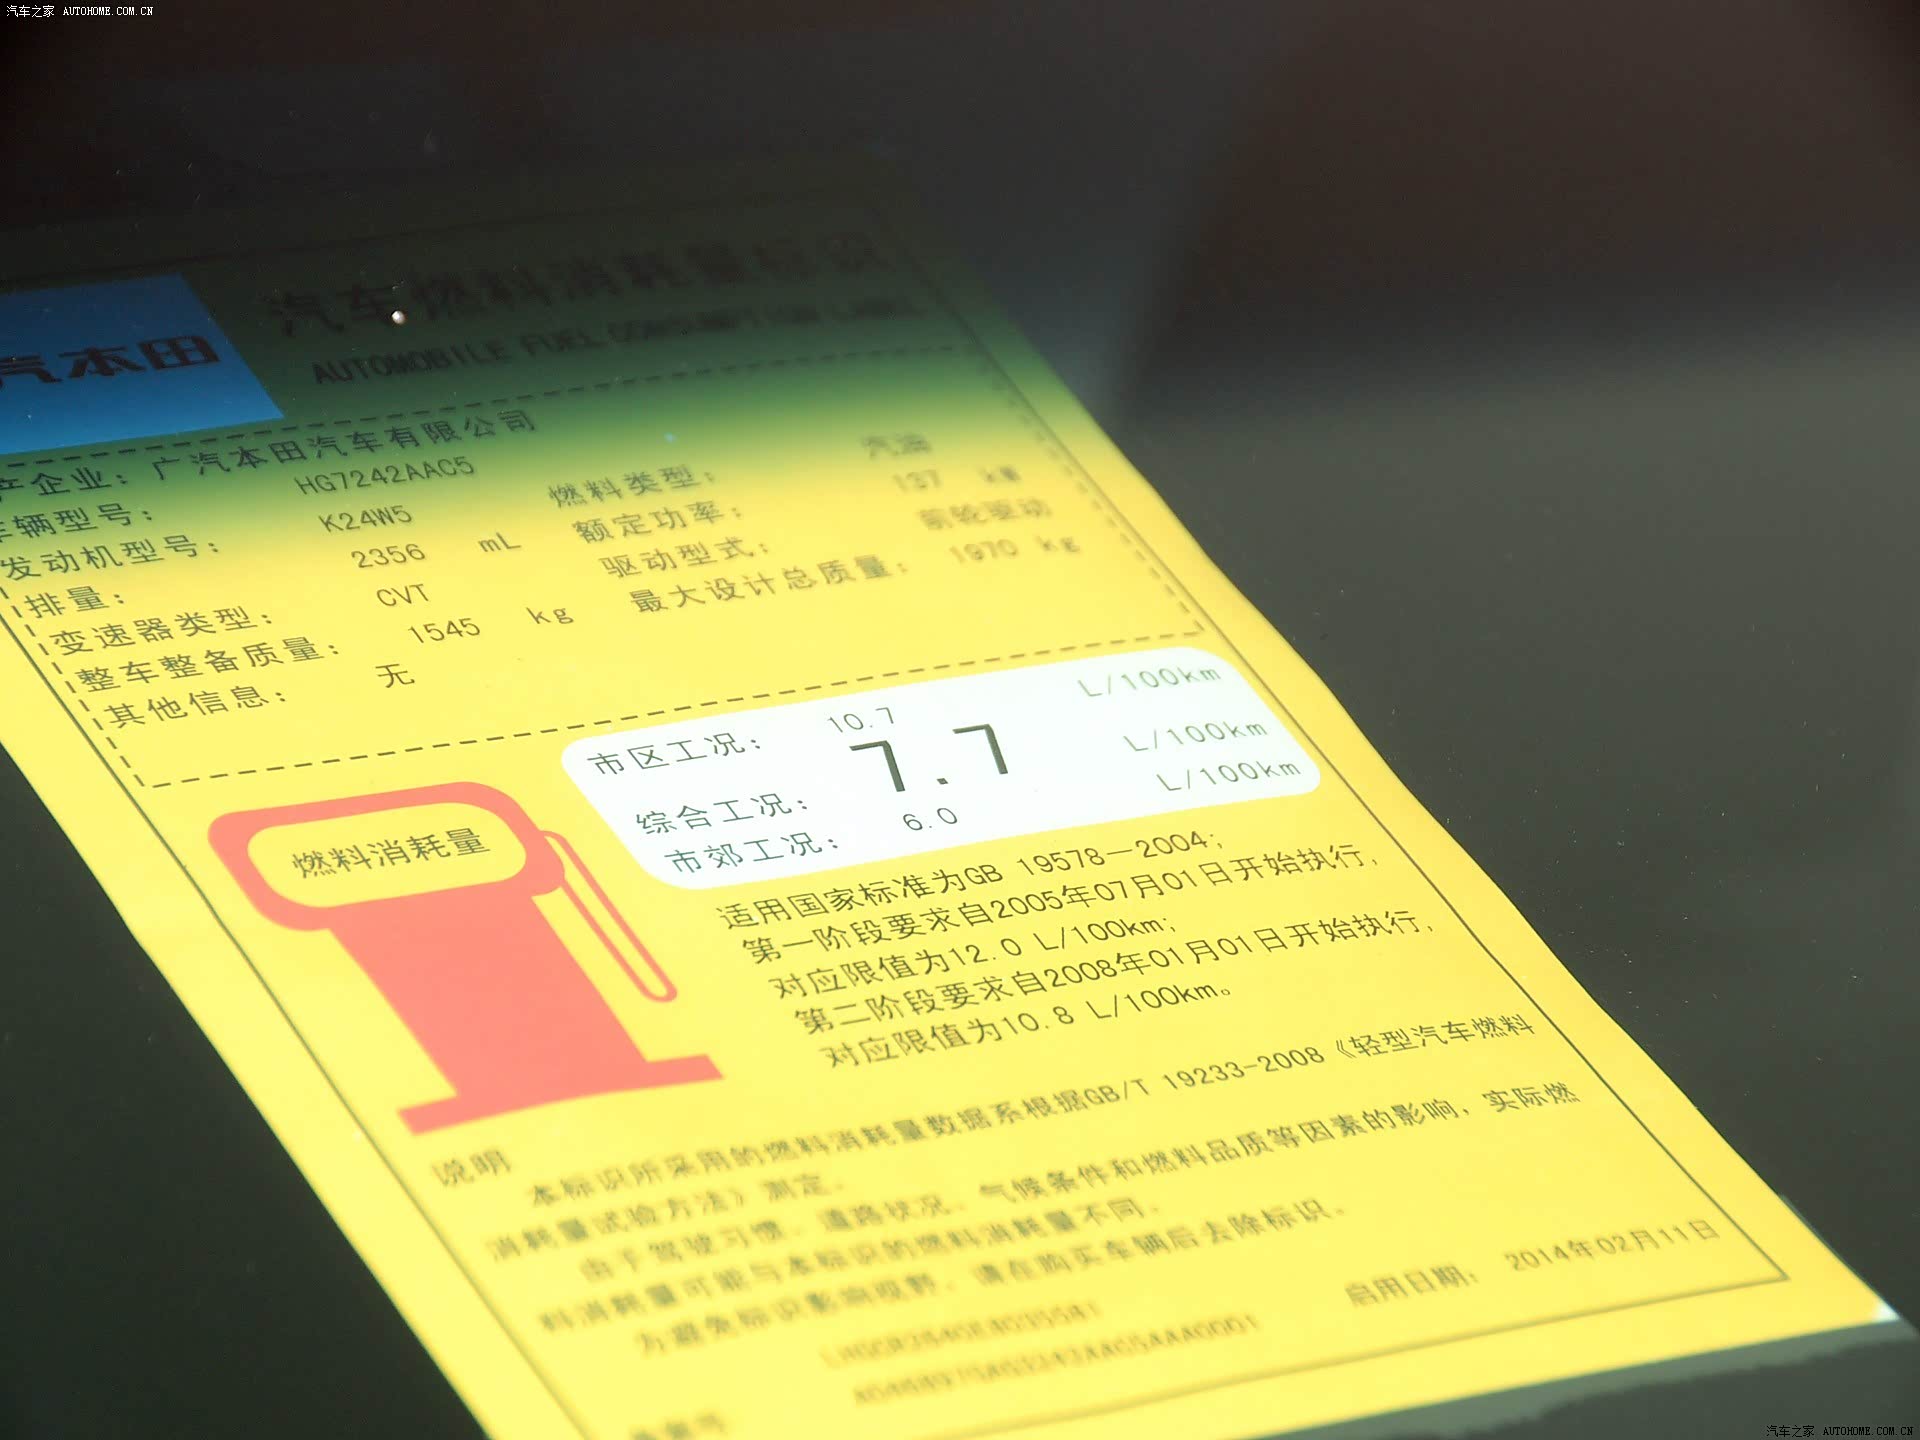 汽车之家 AUTOHOME.COM.CN
汽车燃料消耗量标识
汽本田
AUTOMOBILE FUEL CONSUMPTION LABEL
产企业：广汽本田汽车有限公司
车辆型号： HG7242AAC5 燃料类型： 汽油
发动机型号： K24W5 额定功率： 137 kW
排量： 2356 mL 驱动型式： 前轮驱动
变速器类型： CVT 最大设计总质量： 1970 kg
整车整备质量： 1545 kg
其他信息： 无
市区工况： 10.7 L/100km
综合工况： 7.7 L/100km
市郊工况： 6.0 L/100km
燃料消耗量
适用国家标准为GB 19578-2004；
第一阶段要求自2005年07月01日开始执行，
对应限值为12.0 L/100km；
第二阶段要求自2008年01月01日开始执行，
对应限值为10.8 L/100km。
说明
本标识所采用的燃料消耗量数据系根据GB/T 19233-2008《轻型汽车燃料
消耗量试验方法》测定。
由于驾驶习惯、道路状况、气候条件和燃料品质等因素的影响，实际燃
料消耗量可能与本标识的燃料消耗量不同。
为避免标识影响视野，请在购买车辆后去除标识。
启用日期： 2014年02月11日
汽车之家 AUTOHOME.COM.CN